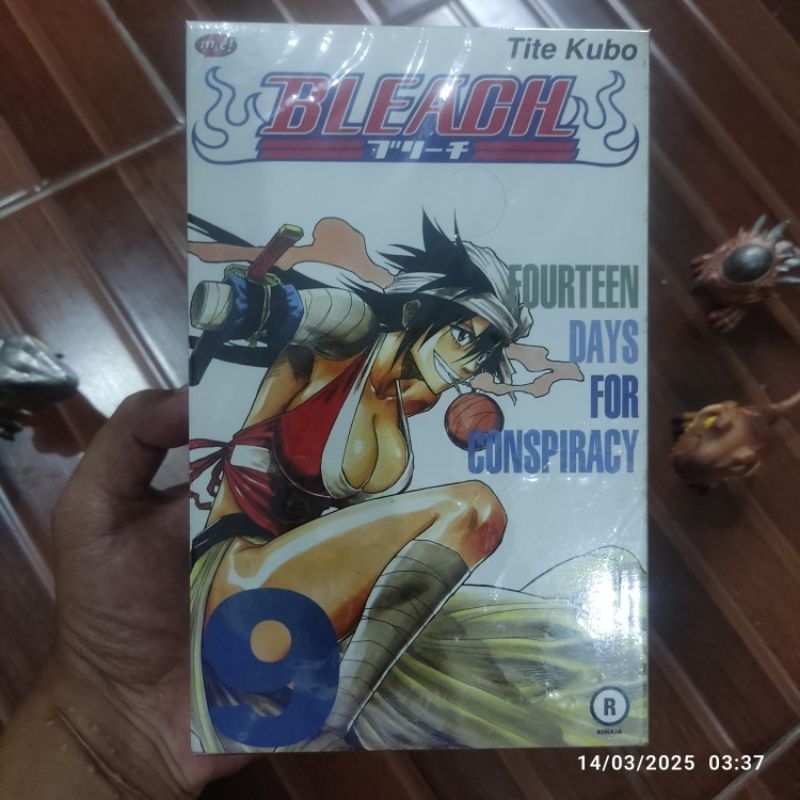 m&c!
Tite Kubo
BLEACH
ブリーチ
FOURTEEN
DAYS
FOR
CONSPIRACY
9
R
REMAJA
14/03/2025 03:37